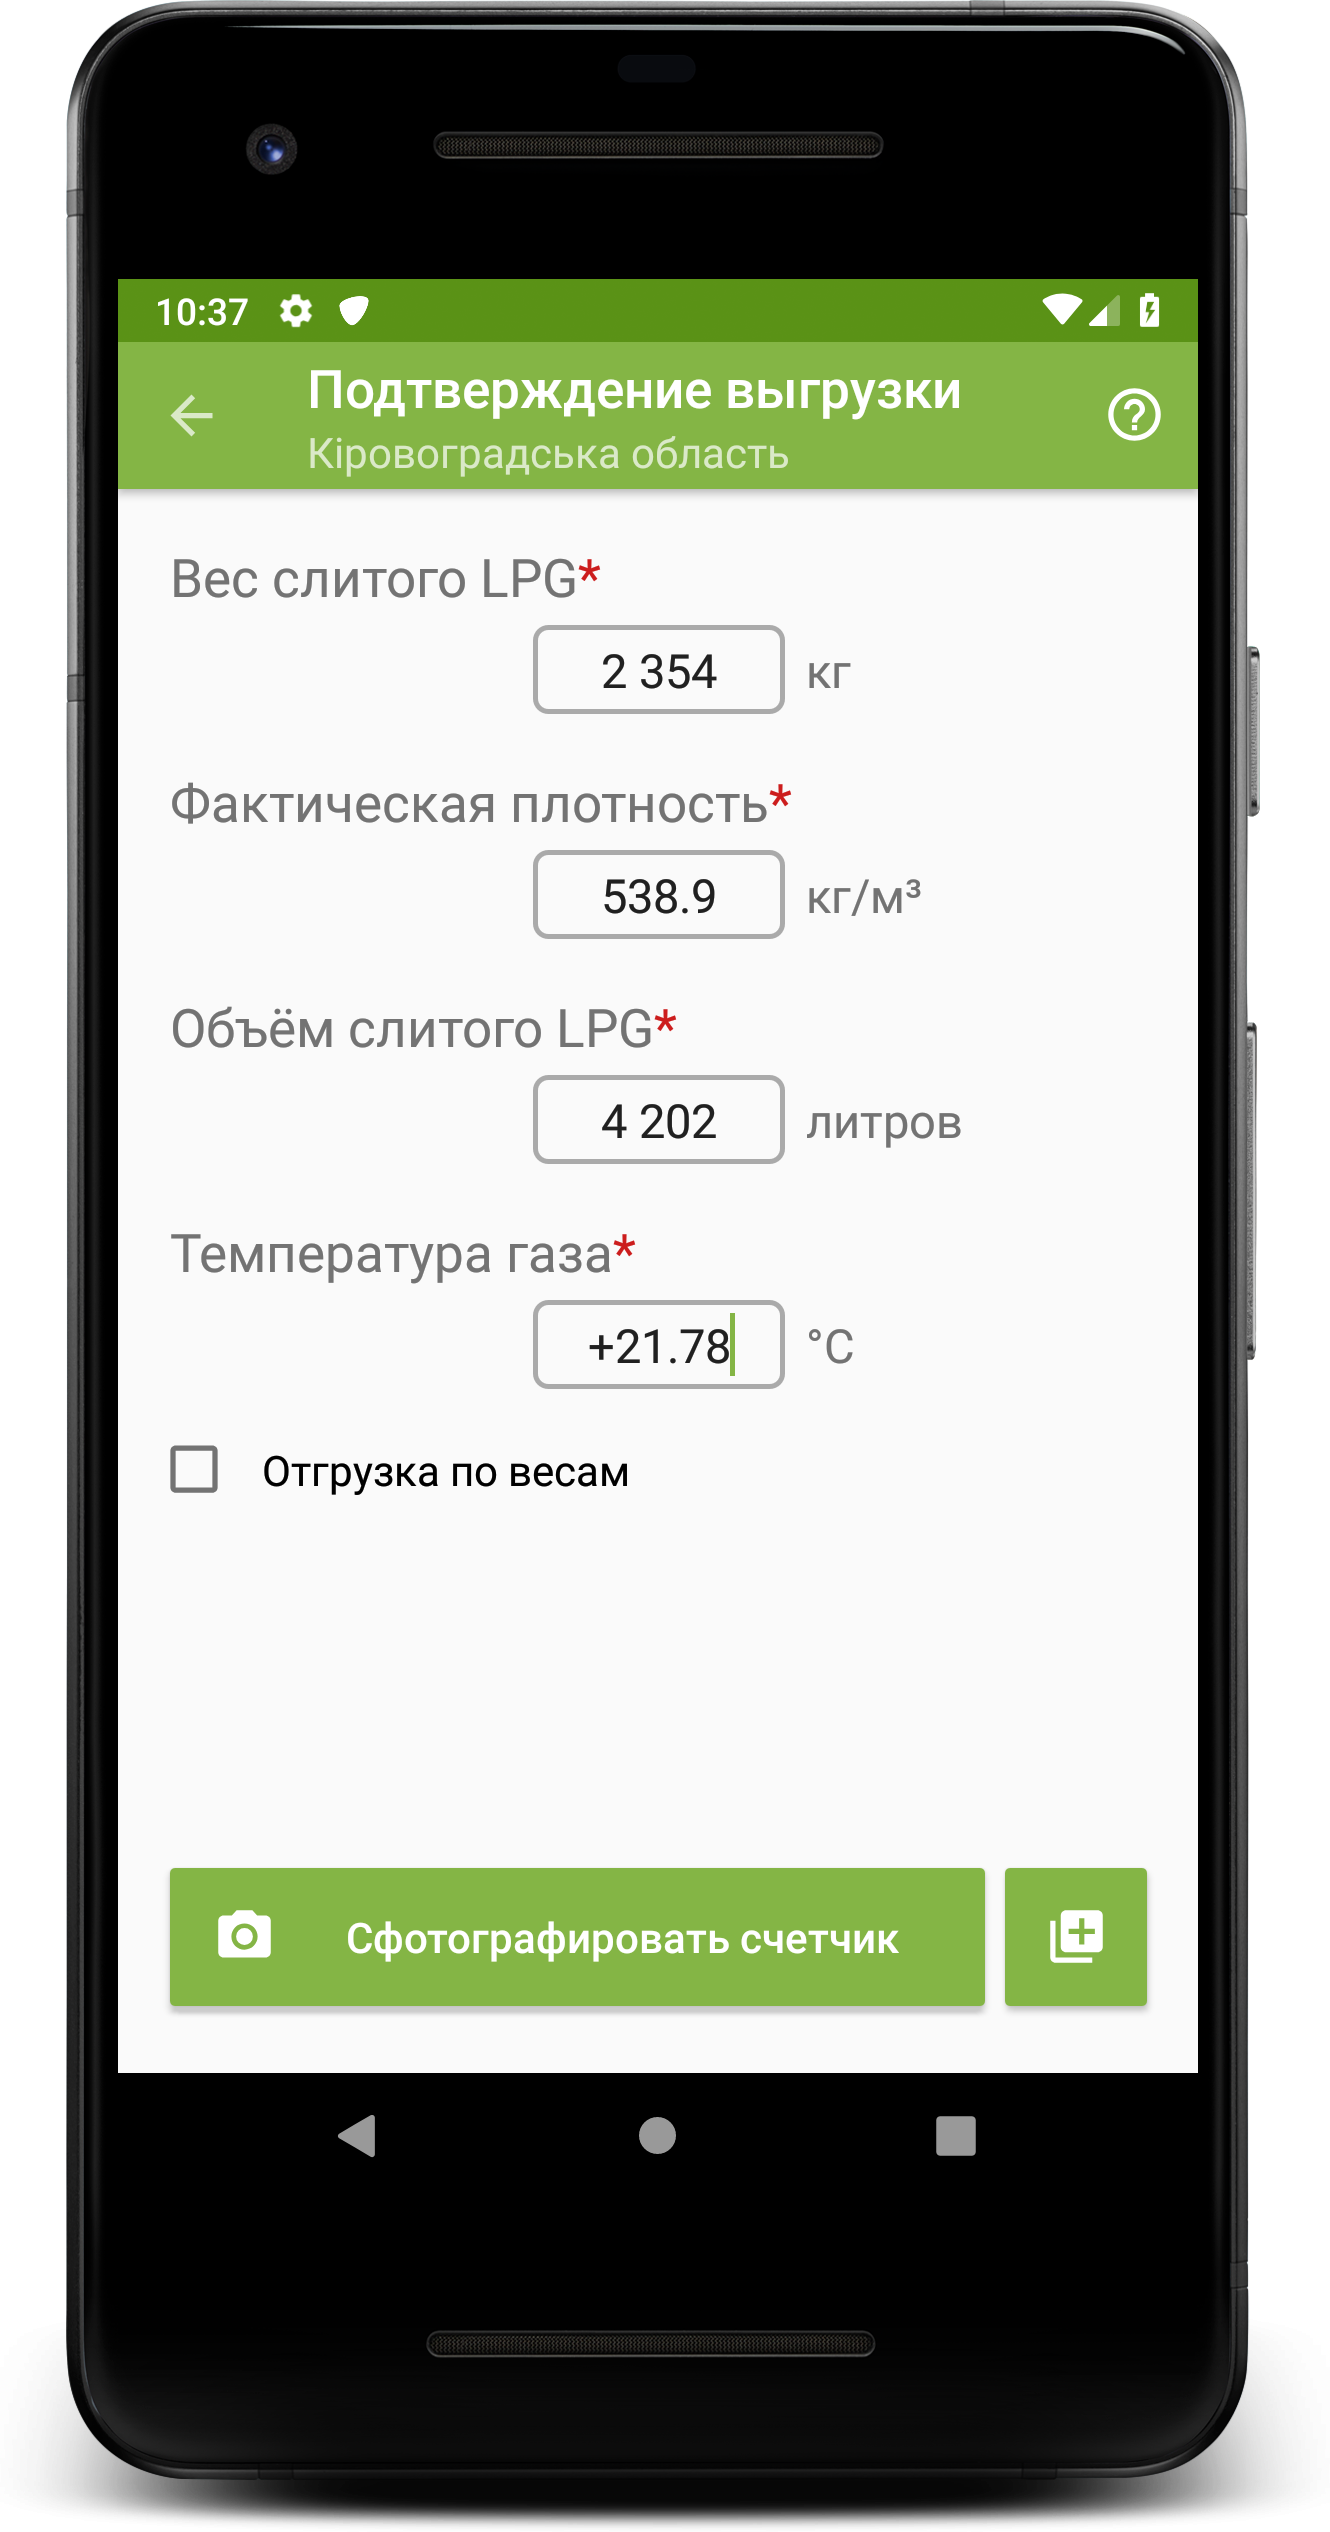 10:37
Подтверждение выгрузки
Кіровоградська область
Вес слитого LPG*
2 354 кг
Фактическая плотность*
538.9 кг/м³
Объём слитого LPG*
4 202 литров
Температура газа*
+21.78 °C
Отгрузка по весам
Сфотографировать счетчик